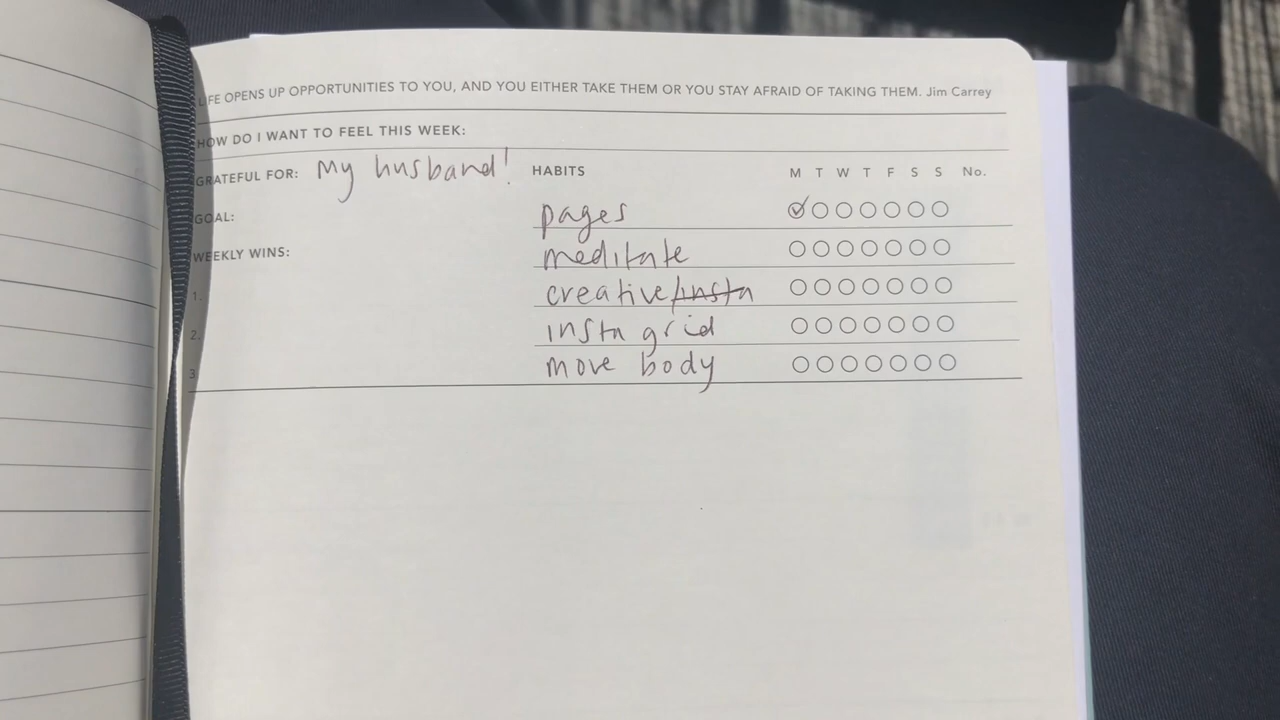 LIFE OPENS UP OPPORTUNITIES TO YOU, AND YOU EITHER TAKE THEM OR YOU STAY AFRAID OF TAKING THEM. Jim Carrey
HOW DO I WANT TO FEEL THIS WEEK:
GRATEFUL FOR: My husband!
GOAL:
WEEKLY WINS:
1.
2.
3
HABITS M T W T F S S No.
pages
meditate
creative/insta
insta grid
move body